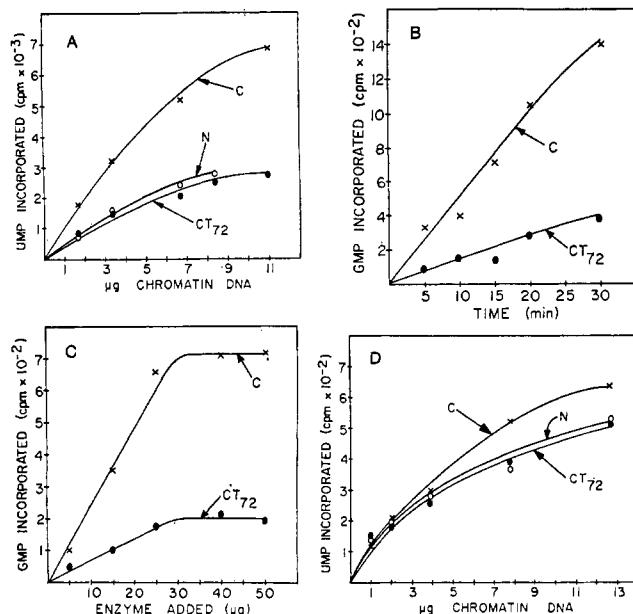 A
UMP INCORPORATED (cpm x 10⁻³)
7
6
5
4
3
2
1
C
N
CT₇₂
1 3 5 7 9 11
µg CHROMATIN DNA
B
GMP INCORPORATED (cpm x 10⁻²)
14
12
10
8
6
4
2
C
CT₇₂
5 10 15 20 25 30
TIME (min)
C
GMP INCORPORATED (cpm x 10⁻²)
7
6
5
4
3
2
1
C
CT₇₂
10 20 30 40 50
ENZYME ADDED (µg)
D
UMP INCORPORATED (cpm x 10⁻²)
7
6
5
4
3
2
1
C
N
CT₇₂
1 3 5 7 9 11 13
µg CHROMATIN DNA